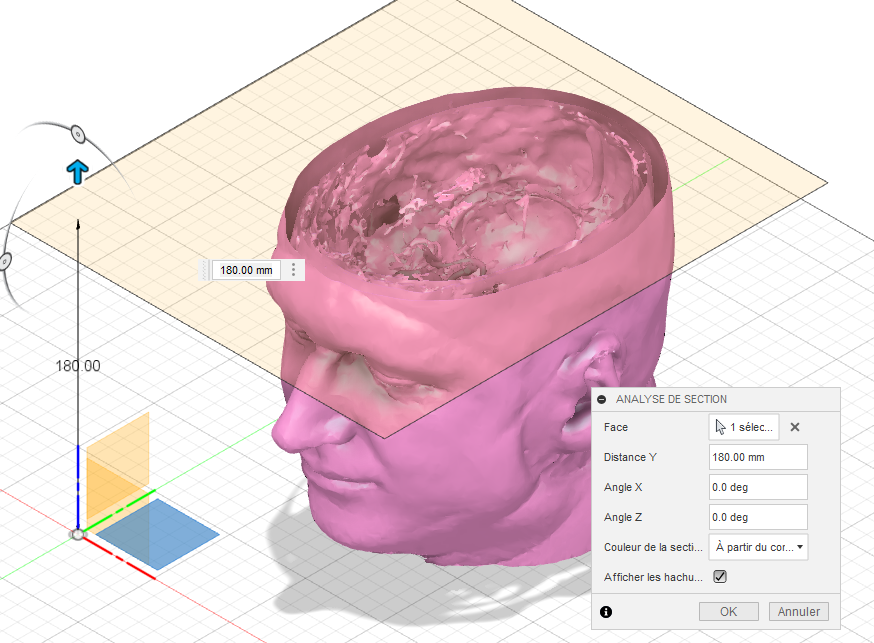 180.00 mm
180.00
ANALYSE DE SECTION
Face
1 sélec...
Distance Y
180.00 mm
Angle X
0.0 deg
Angle Z
0.0 deg
Couleur de la secti...
À partir du cor...
Afficher les hachu...
OK
Annuler